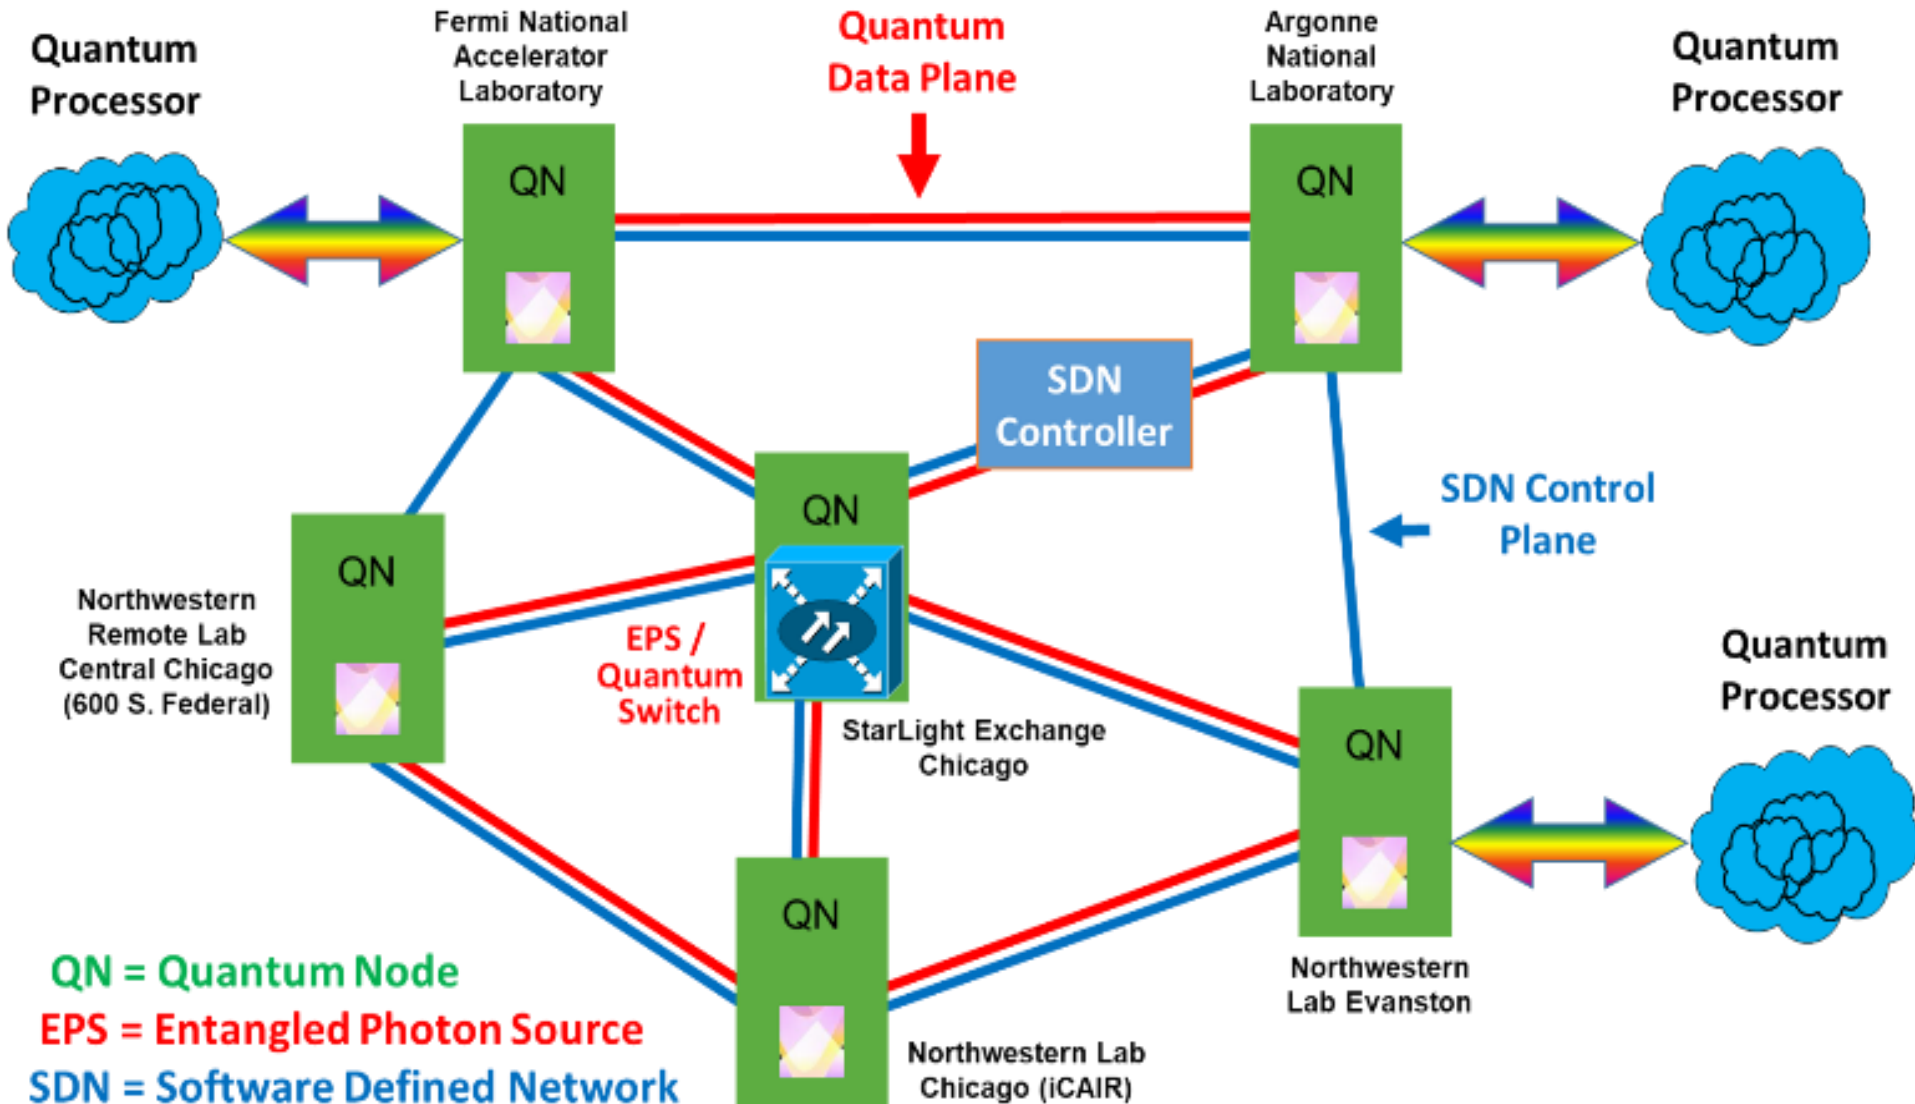 Quantum
Processor
Fermi National
Accelerator
Laboratory
Quantum
Data Plane
Argonne
National
Laboratory
Quantum
Processor
QN
QN
SDN
Controller
QN
SDN Control
Plane
QN
Northwestern
Remote Lab
Central Chicago
(600 S. Federal)
EPS /
Quantum
Switch
StarLight Exchange
Chicago
Quantum
Processor
QN
QN
Northwestern
Lab Evanston
QN = Quantum Node
EPS = Entangled Photon Source
SDN = Software Defined Network
Northwestern Lab
Chicago (iCAIR)